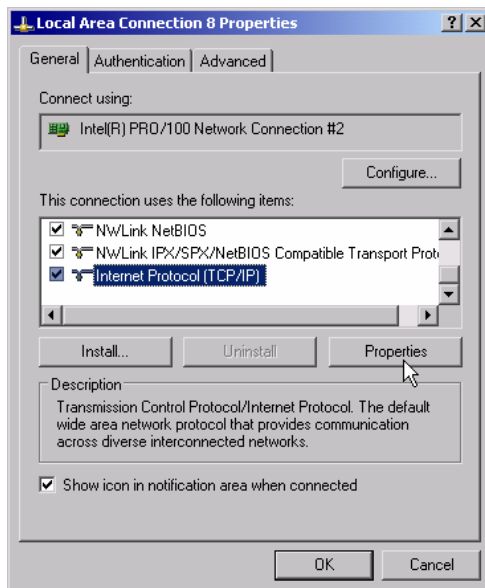 Local Area Connection 8 Properties
General Authentication Advanced
Connect using:
Intel(R) PRO/100 Network Connection #2
Configure...
This connection uses the following items:
NWLink NetBIOS
NWLink IPX/SPX/NetBIOS Compatible Transport Prot
Internet Protocol (TCP/IP)
Install... Uninstall Properties
Description
Transmission Control Protocol/Internet Protocol. The default
wide area network protocol that provides communication
across diverse interconnected networks.
Show icon in notification area when connected
OK Cancel